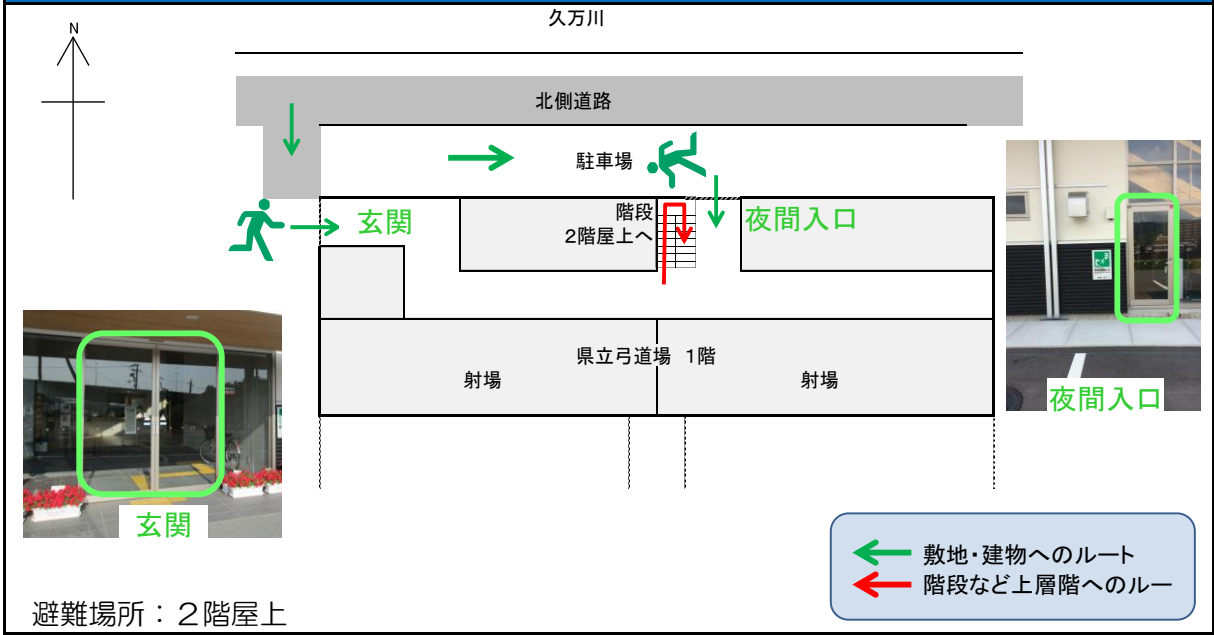 久万川
N
北側道路
駐車場
階段
2階屋上へ
玄関
夜間入口
県立弓道場 1階
射場
射場
玄関
夜間入口
敷地・建物へのルート
階段など上層階へのルー
避難場所：２階屋上